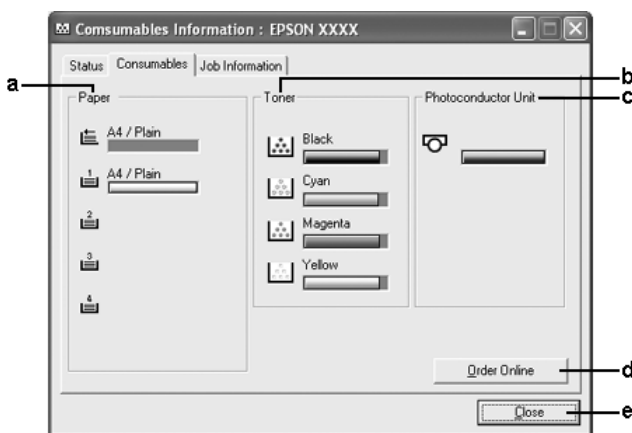 Comsumables Information : EPSON XXXX
Status Consumables Job Information
a
b
c
Paper
Toner
Photoconductor Unit
A4 / Plain
1 A4 / Plain
2
3
4
Black
Cyan
Magenta
Yellow
Order Online
d
Close
e